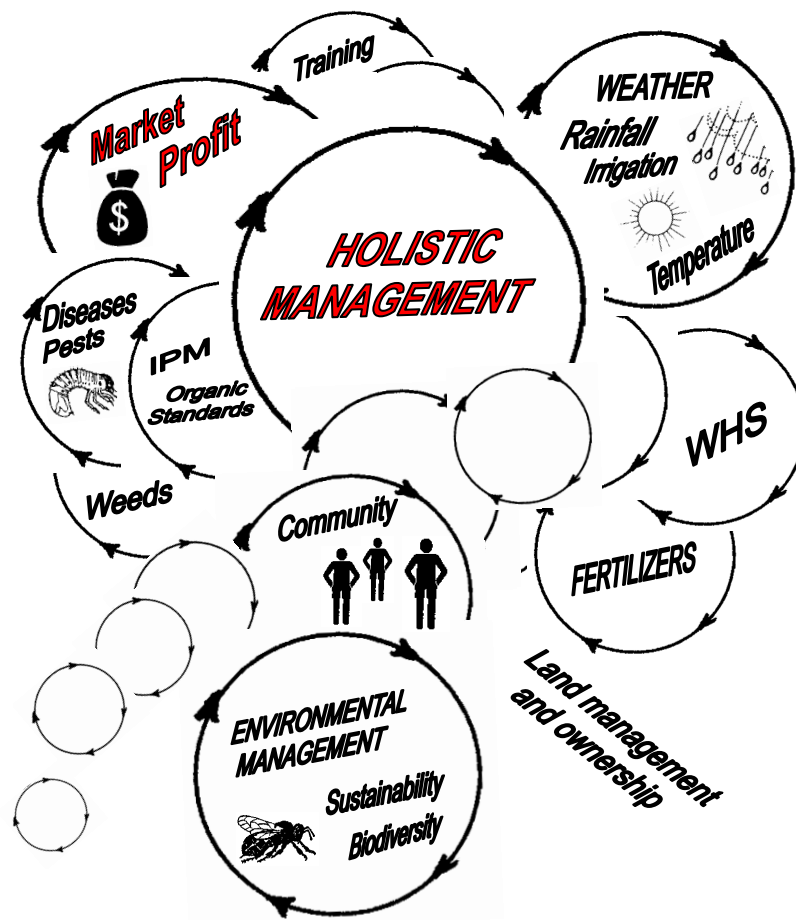 Training
Market
Profit
$
WEATHER
Rainfall
Irrigation
Temperature
HOLISTIC
MANAGEMENT
Diseases
Pests
IPM
Organic
Standards
Weeds
WHS
Community
FERTILIZERS
Land management
and ownership
ENVIRONMENTAL
MANAGEMENT
Sustainability
Biodiversity